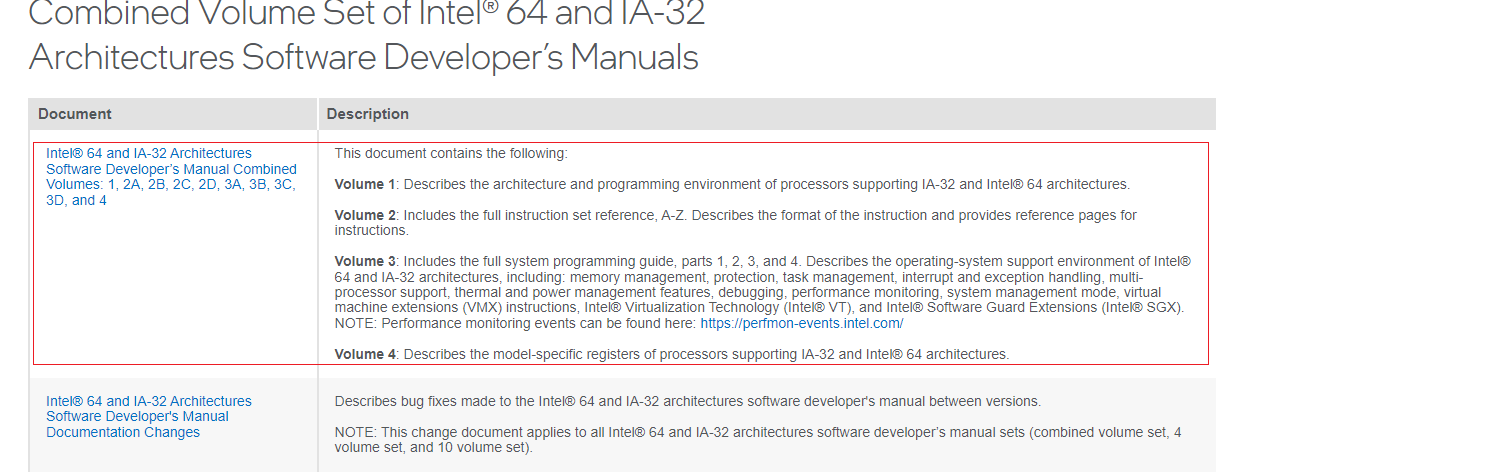 Combined Volume Set of Intel® 64 and IA-32
Architectures Software Developer’s Manuals
Document
Description
Intel® 64 and IA-32 Architectures
Software Developer’s Manual Combined
Volumes: 1, 2A, 2B, 2C, 2D, 3A, 3B, 3C,
3D, and 4
This document contains the following:
Volume 1: Describes the architecture and programming environment of processors supporting IA-32 and Intel® 64 architectures.
Volume 2: Includes the full instruction set reference, A-Z. Describes the format of the instruction and provides reference pages for
instructions.
Volume 3: Includes the full system programming guide, parts 1, 2, 3, and 4. Describes the operating-system support environment of Intel®
64 and IA-32 architectures, including: memory management, protection, task management, interrupt and exception handling, multi-
processor support, thermal and power management features, debugging, performance monitoring, system management mode, virtual
machine extensions (VMX) instructions, Intel® Virtualization Technology (Intel® VT), and Intel® Software Guard Extensions (Intel® SGX).
NOTE: Performance monitoring events can be found here: https://perfmon-events.intel.com/
Volume 4: Describes the model-specific registers of processors supporting IA-32 and Intel® 64 architectures.
Intel® 64 and IA-32 Architectures
Software Developer's Manual
Documentation Changes
Describes bug fixes made to the Intel® 64 and IA-32 architectures software developer's manual between versions.
NOTE: This change document applies to all Intel® 64 and IA-32 architectures software developer’s manual sets (combined volume set, 4
volume set, and 10 volume set).